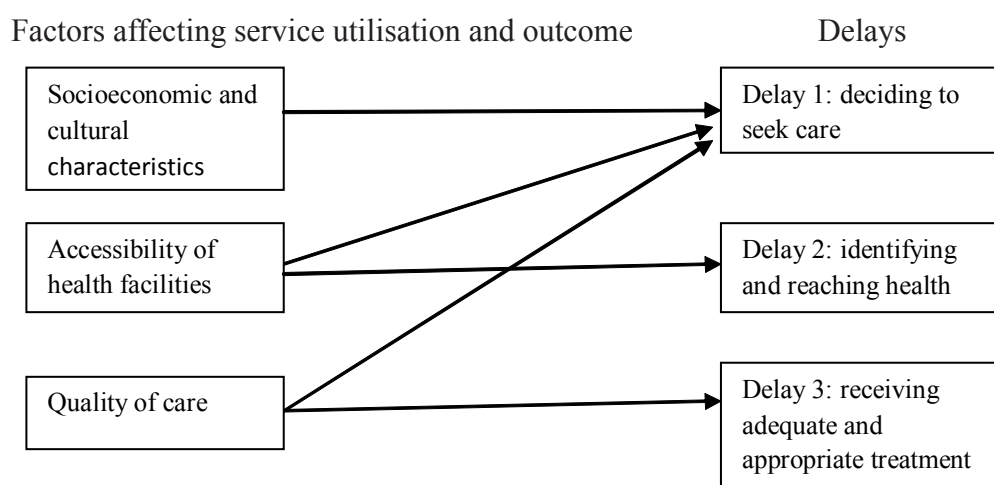 Factors affecting service utilisation and outcome
Delays
Socioeconomic and
cultural
characteristics
Delay 1: deciding to
seek care
Accessibility of
health facilities
Delay 2: identifying
and reaching health
Quality of care
Delay 3: receiving
adequate and
appropriate treatment